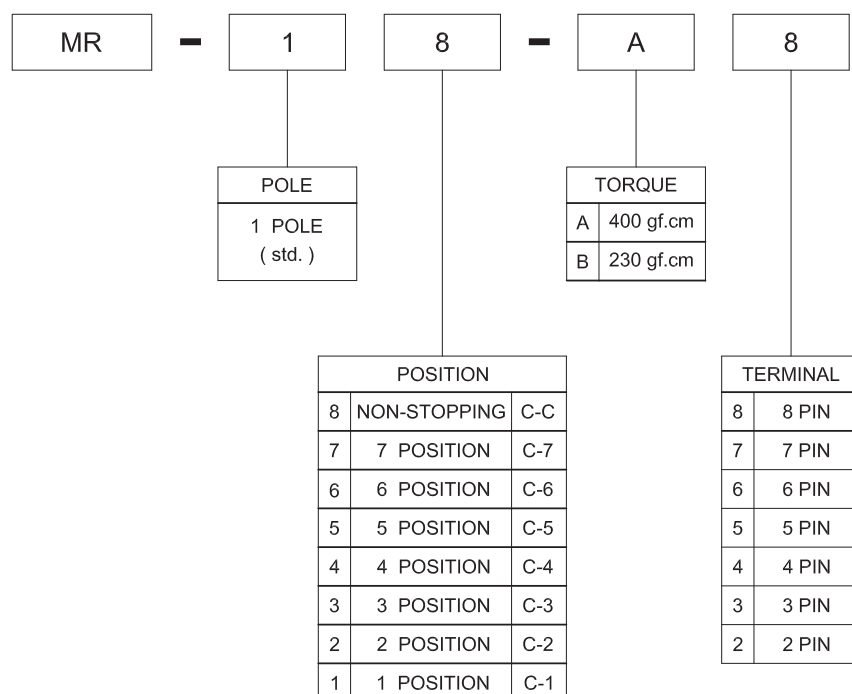 MR - 1 8 - A 8
POLE
1 POLE
( std. )
TORQUE
A 400 gf.cm
B 230 gf.cm
POSITION
8 NON-STOPPING C-C
7 7 POSITION C-7
6 6 POSITION C-6
5 5 POSITION C-5
4 4 POSITION C-4
3 3 POSITION C-3
2 2 POSITION C-2
1 1 POSITION C-1
TERMINAL
8 8 PIN
7 7 PIN
6 6 PIN
5 5 PIN
4 4 PIN
3 3 PIN
2 2 PIN